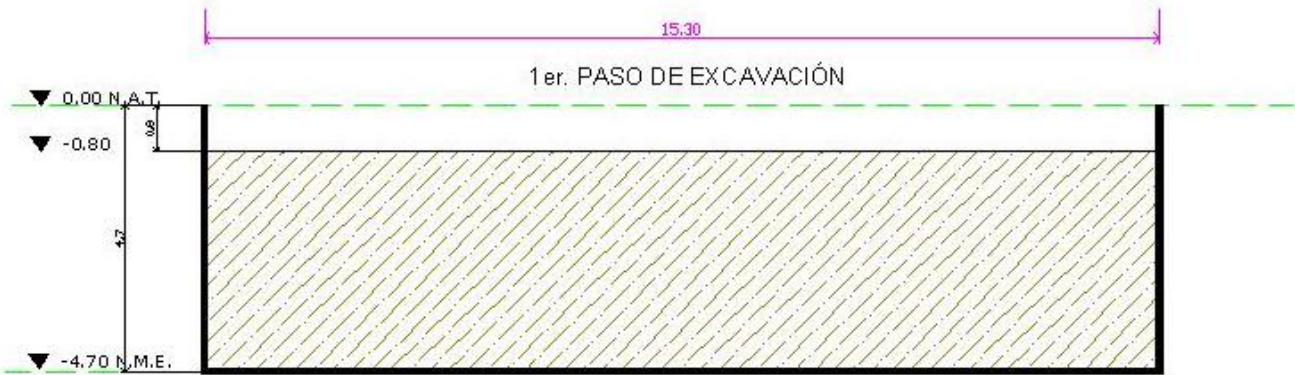 15.30
1er. PASO DE EXCAVACIÓN
0.00 N.A.T.
0.8
-0.80
4.7
-4.70 N.M.E.